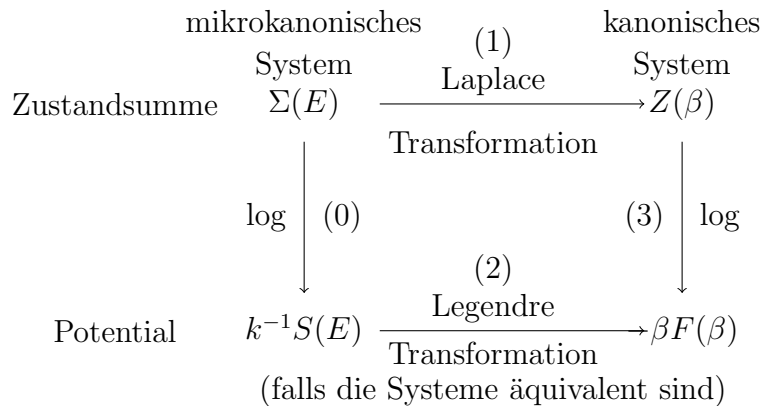 mikrokanonisches (1) kanonisches
System Laplace System
Zustandsumme Σ(E) Z(β)
Transformation
log (0) (3) log
(2)
Legendre
Potential k⁻¹S(E) βF(β)
Transformation
(falls die Systeme äquivalent sind)